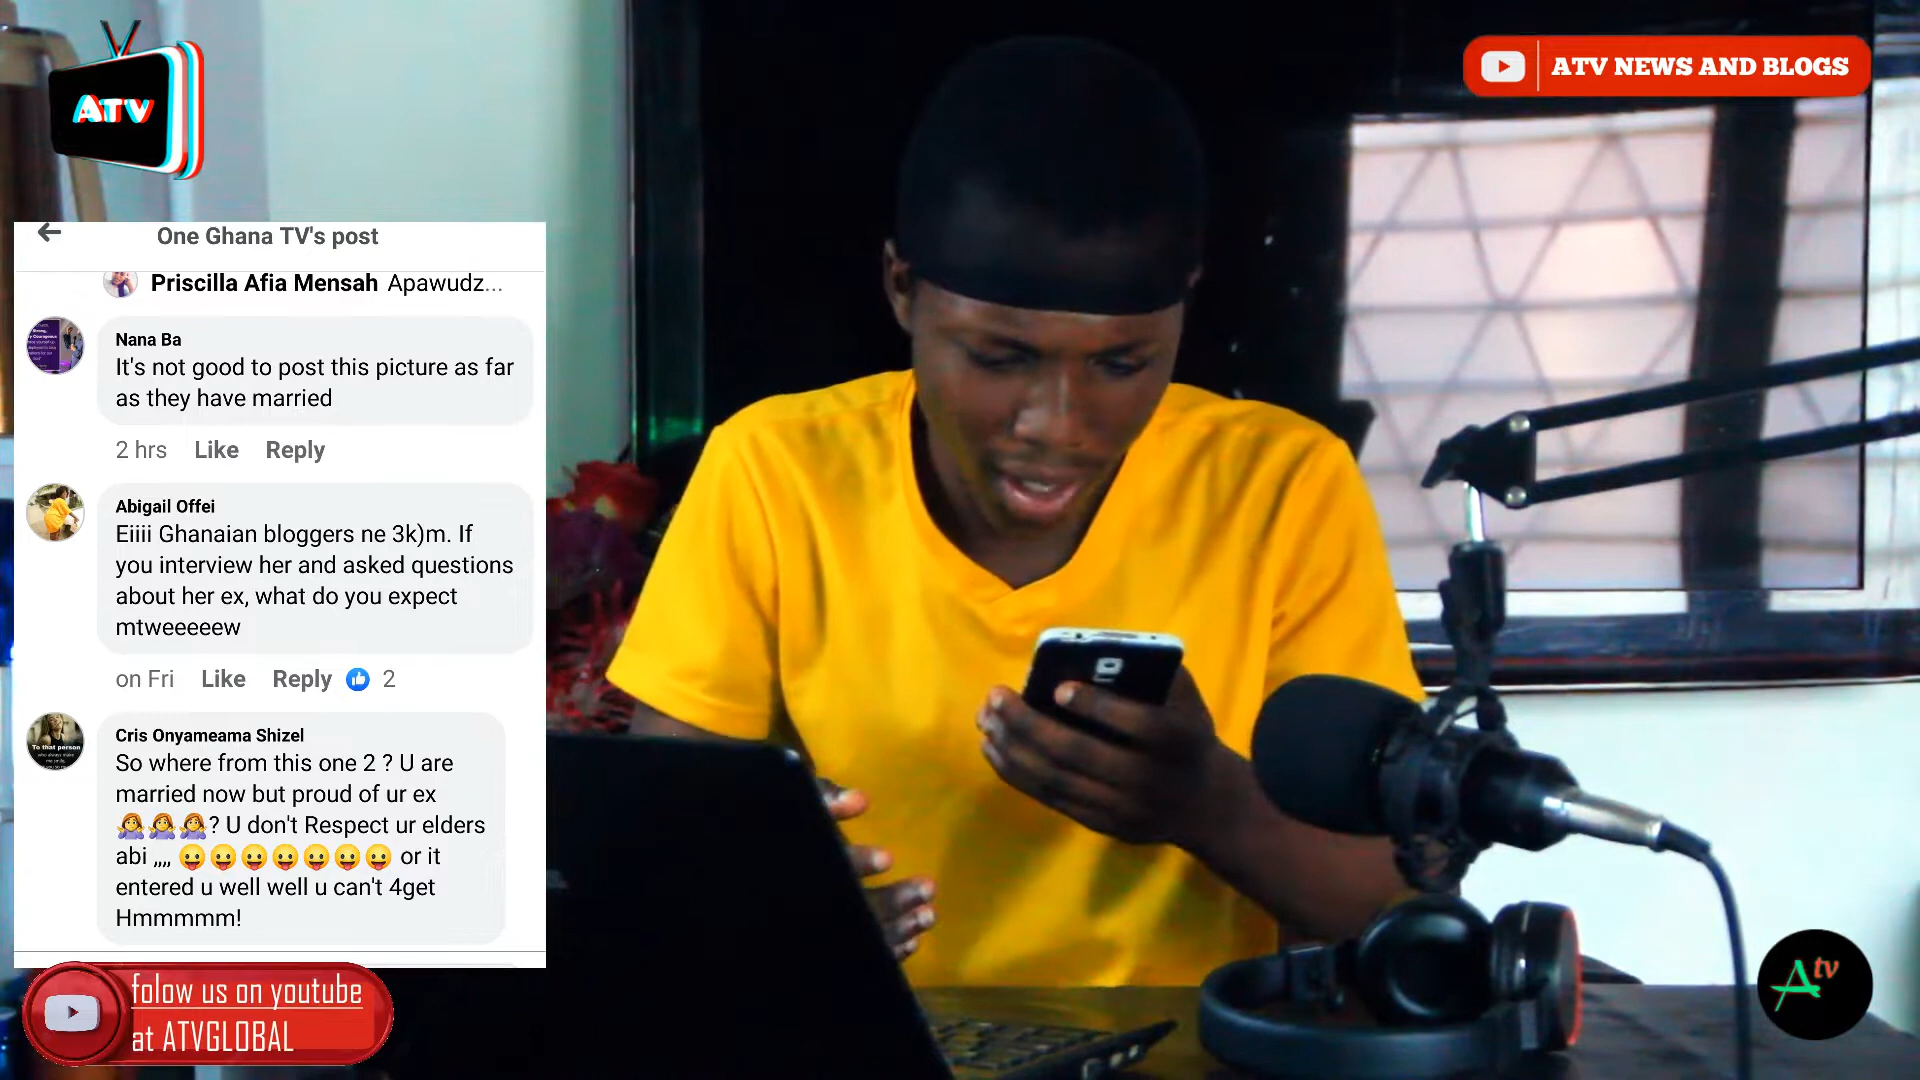 ATV
ATV NEWS AND BLOGS
One Ghana TV's post
Priscilla Afia Mensah Apawudz...
Nana Ba
It's not good to post this picture as far
as they have married
2 hrs Like Reply
Abigail Offei
Eiiii Ghanaian bloggers ne 3k)m. If
you interview her and asked questions
about her ex, what do you expect
mtweeeeew
on Fri Like Reply 2
Cris Onyameama Shizel
To that person
So where from this one 2 ? U are
married now but proud of ur ex
🤷‍♀️🤷‍♀️🤷‍♀️? U don't Respect ur elders
abi ,,,, 😛😛😛😛😛😛😛 or it
entered u well well u can't 4get
Hmmmmm!
folow us on youtube
at ATVGLOBAL
Atv